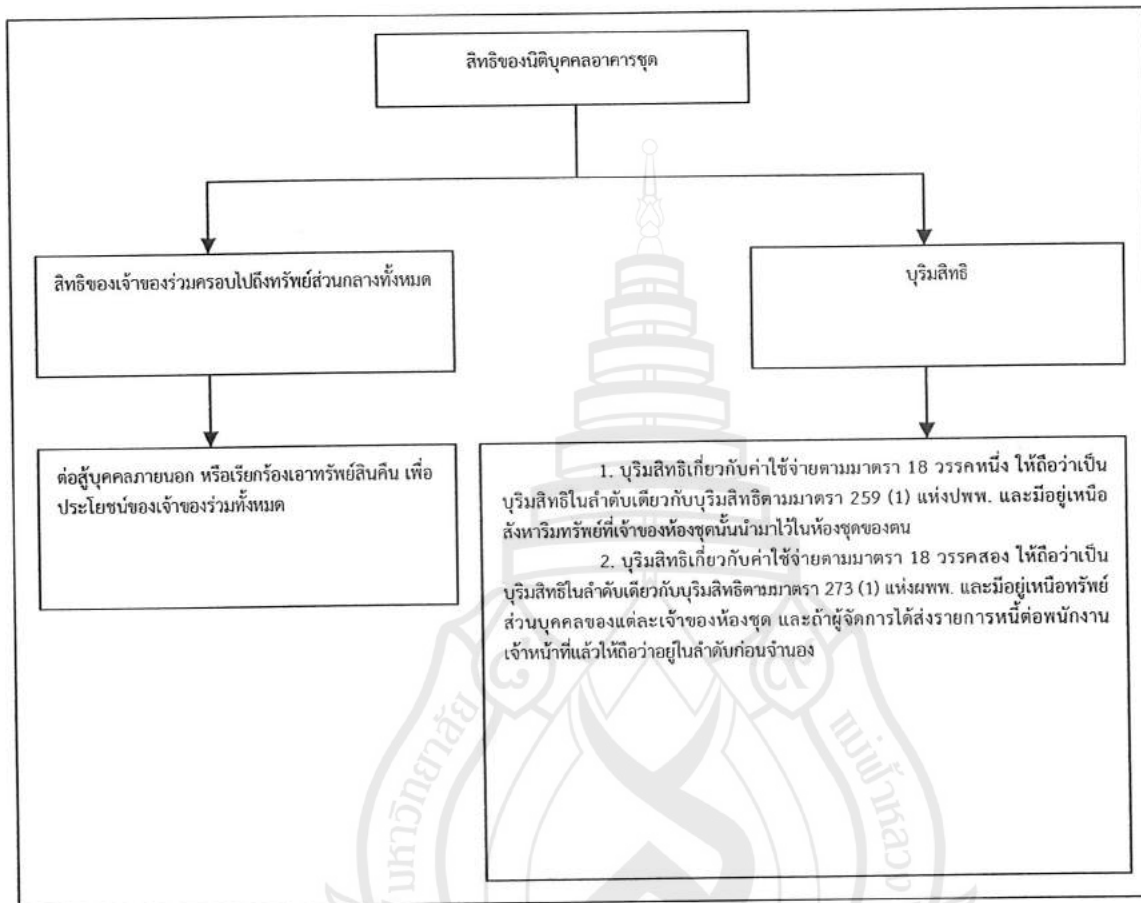 สิทธิของนิติบุคคลอาคารชุด
สิทธิของเจ้าของร่วมครอบไปถึงทรัพย์ส่วนกลางทั้งหมด
บุริมสิทธิ
ต่อสู้บุคคลภายนอก หรือเรียกร้องเอาทรัพย์สินคืน เพื่อ
ประโยชน์ของเจ้าของร่วมทั้งหมด
1. บุริมสิทธิเกี่ยวกับค่าใช้จ่ายตามมาตรา 18 วรรคหนึ่ง ให้ถือว่าเป็น
บุริมสิทธิในลำดับเดียวกับบุริมสิทธิตามมาตรา 259 (1) แห่งปพพ. และมีอยู่เหนือ
สังหาริมทรัพย์ที่เจ้าของห้องชุดนั้นนำมาไว้ในห้องชุดของตน
2. บุริมสิทธิเกี่ยวกับค่าใช้จ่ายตามมาตรา 18 วรรคสอง ให้ถือว่าเป็น
บุริมสิทธิในลำดับเดียวกับบุริมสิทธิตามมาตรา 273 (1) แห่งผพพ. และมีอยู่เหนือทรัพย์
ส่วนบุคคลของแต่ละเจ้าของห้องชุด และถ้าผู้จัดการได้ส่งรายการหนี้ต่อพนักงาน
เจ้าหน้าที่แล้วให้ถือว่าอยู่ในลำดับก่อนจำนอง
มหาวิทยาลัย
แม่ฟ้าหลวง